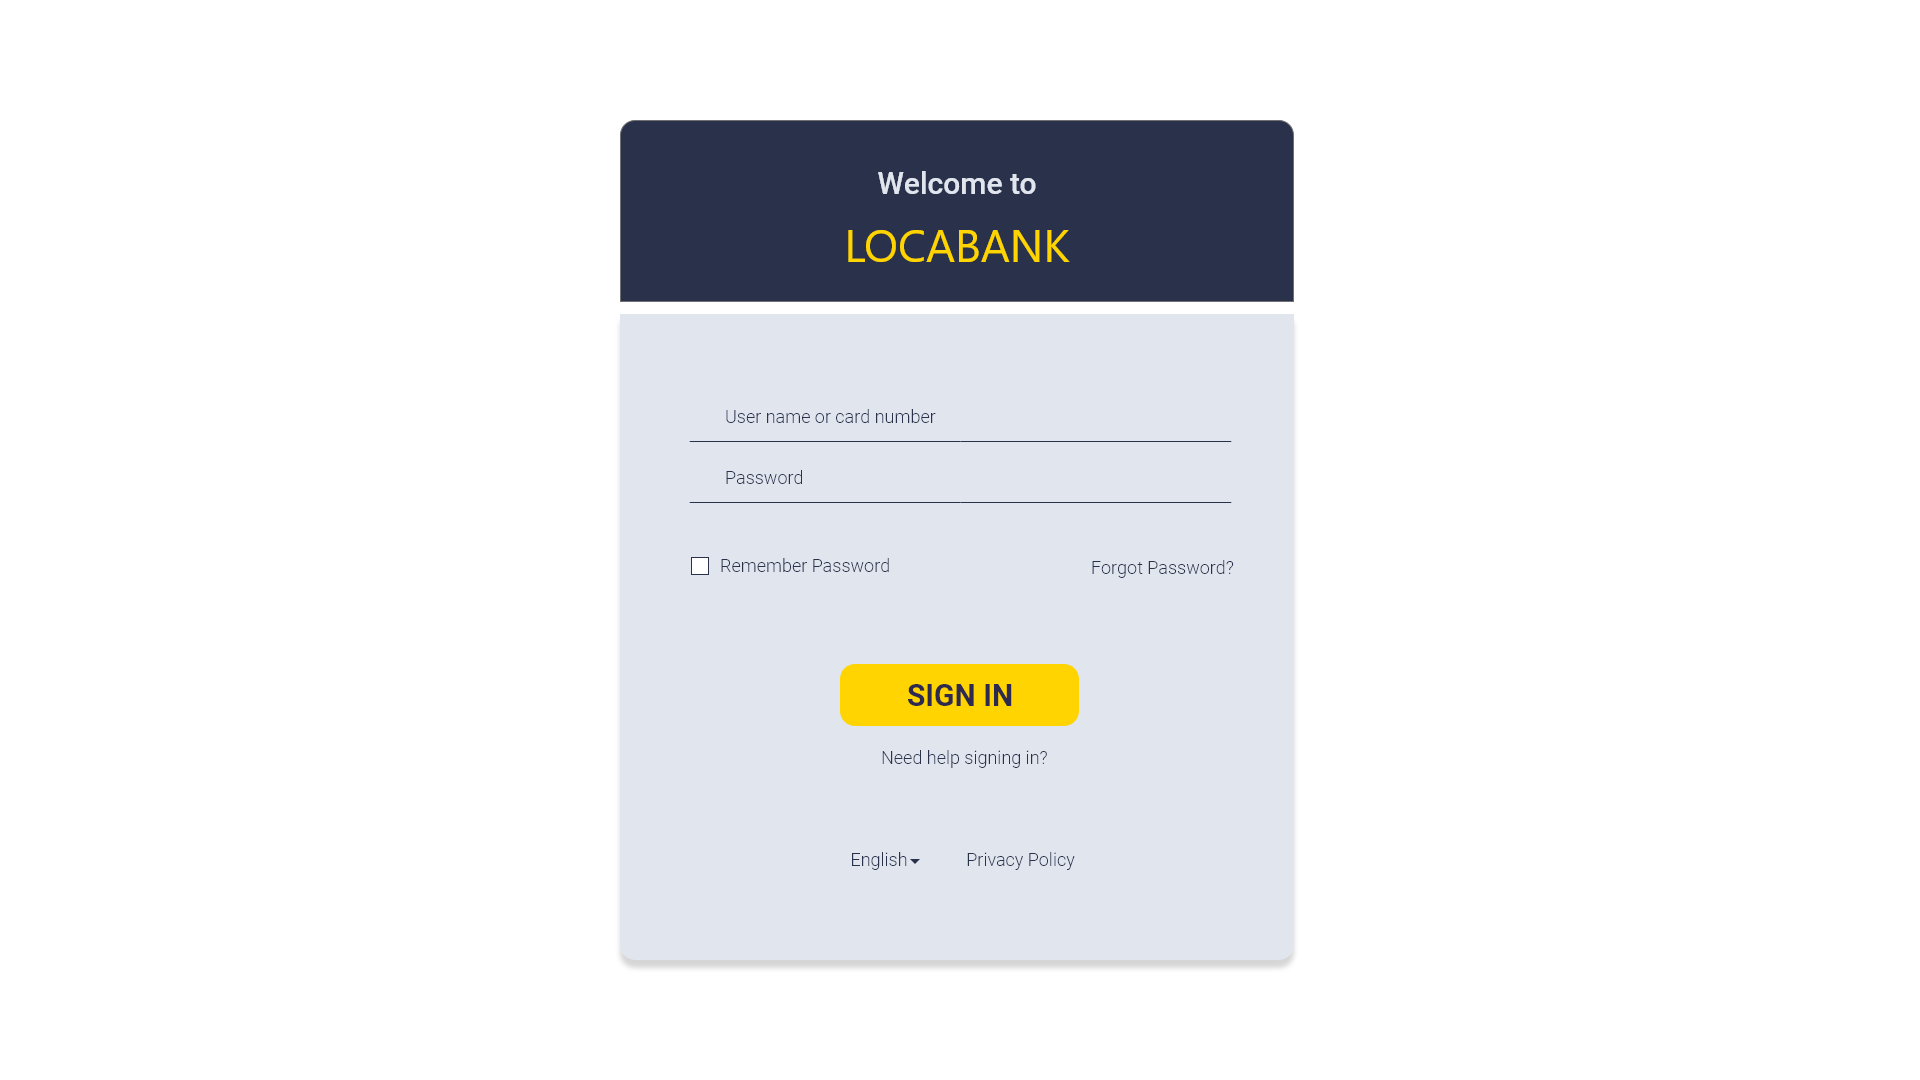 Welcome to
LOCABANK
User name or card number
Password
Remember Password
Forgot Password?
SIGN IN
Need help signing in?
English
Privacy Policy